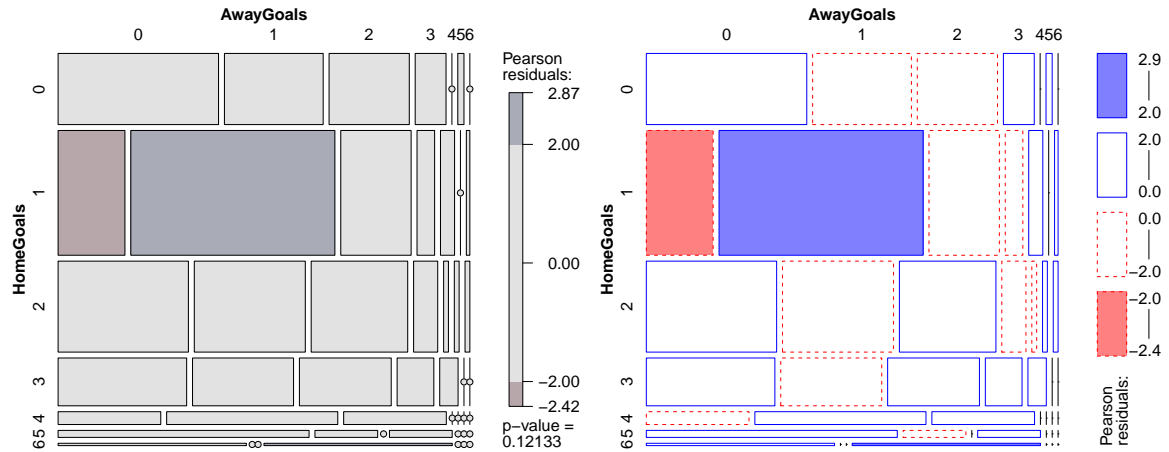 AwayGoals
0 1 2 3 456
HomeGoals
0
1
2
3
4
65
Pearson
residuals:
2.87
2.00
0.00
−2.00
−2.42
p−value =
0.12133
AwayGoals
0 1 2 3 456
HomeGoals
0
1
2
3
4
65
2.9
2.0
2.0
0.0
0.0
−2.0
−2.0
−2.4
Pearson
residuals: